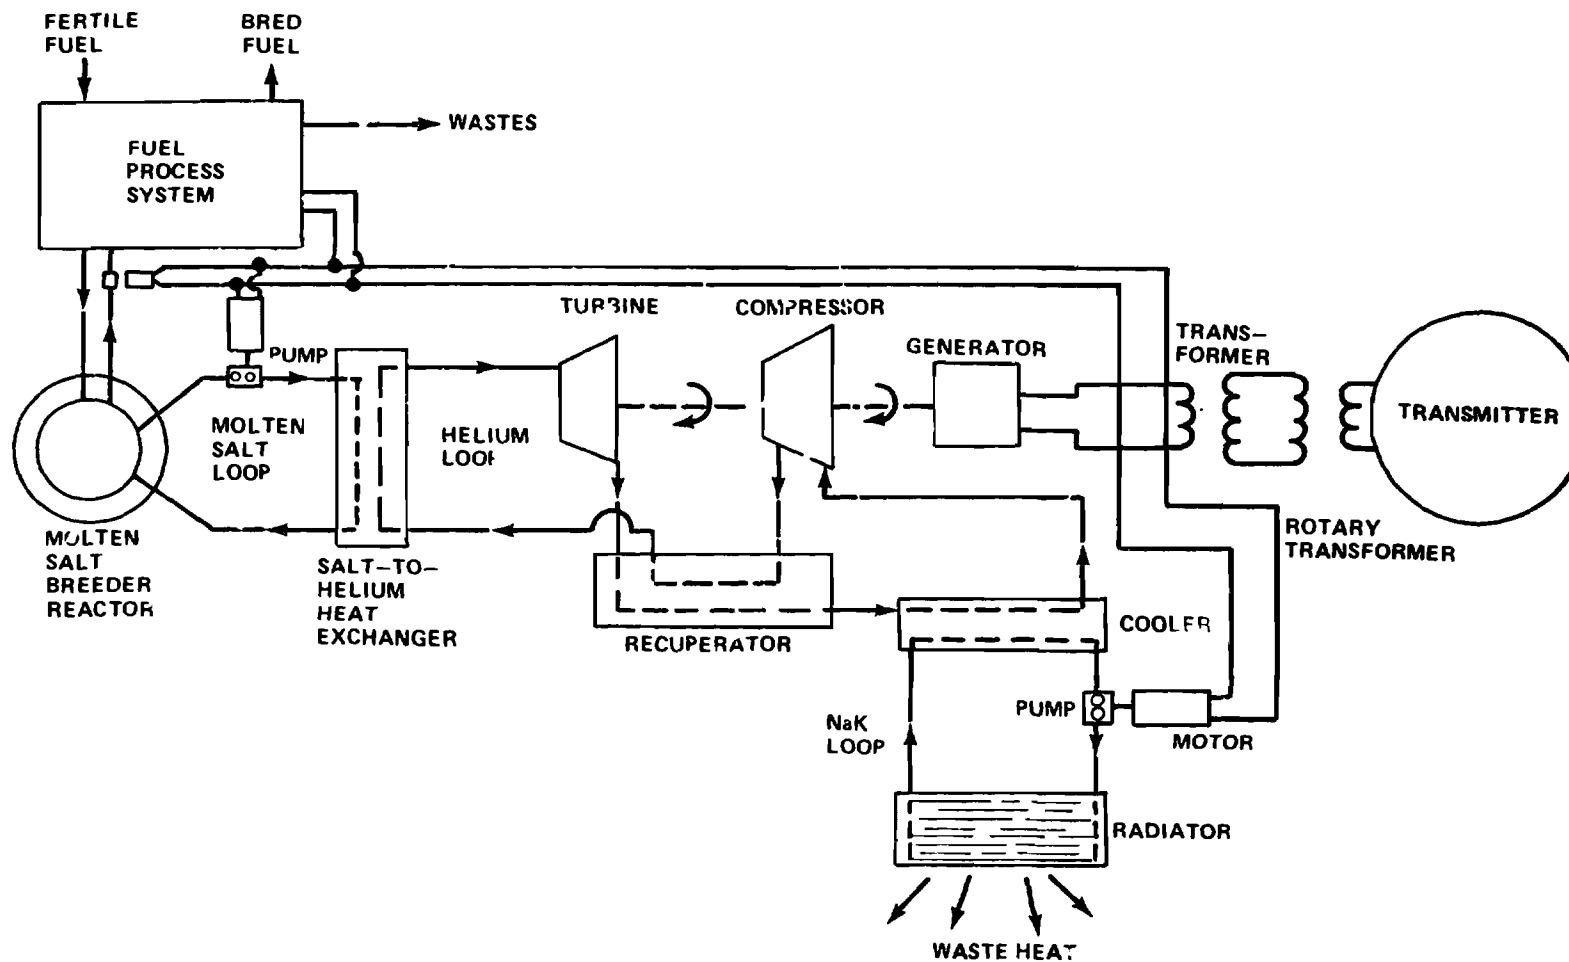 FERTILE
FUEL
BRED
FUEL
WASTES
FUEL
PROCESS
SYSTEM
TURBINE
COMPRESSOR
GENERATOR
TRANS–
FORMER
TRANSMITTER
PUMP
MOLTEN
SALT
LOOP
HELIUM
LOOP
MOLTEN
SALT
BREEDER
REACTOR
SALT–TO–
HELIUM
HEAT
EXCHANGER
RECUPERATOR
COOLER
ROTARY
TRANSFORMER
NaK
LOOP
PUMP
MOTOR
RADIATOR
WASTE HEAT